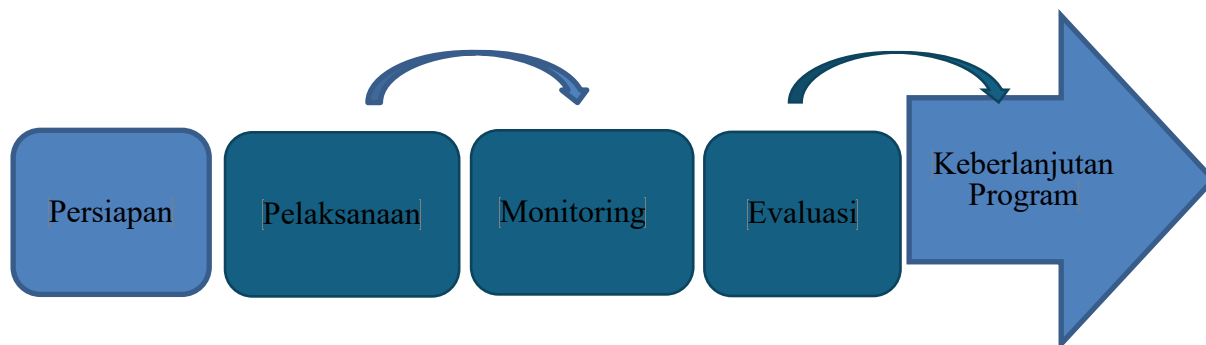 Persiapan
Pelaksanaan
Monitoring
Evaluasi
Keberlanjutan
Program